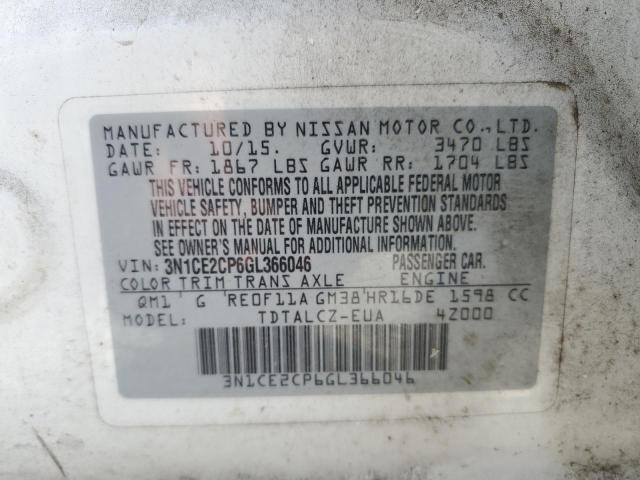 MANUFACTURED BY NISSAN MOTOR CO., LTD.
DATE: 10/15. GVWR: 3470 LBS
GAWR FR: 1867 LBS GAWR RR: 1704 LBS
THIS VEHICLE CONFORMS TO ALL APPLICABLE FEDERAL MOTOR
VEHICLE SAFETY, BUMPER AND THEFT PREVENTION STANDARDS
IN EFFECT ON THE DATE OF MANUFACTURE SHOWN ABOVE.
SEE OWNER'S MANUAL FOR ADDITIONAL INFORMATION.
VIN: 3N1CE2CP6GL366046 PASSENGER CAR.
COLOR TRIM TRANS AXLE ENGINE
QM1 G RE0F11A GM38 HR16DE 1598 CC
MODEL: TDTALCZ-EUA 4Z000
3N1CE2CP6GL366046